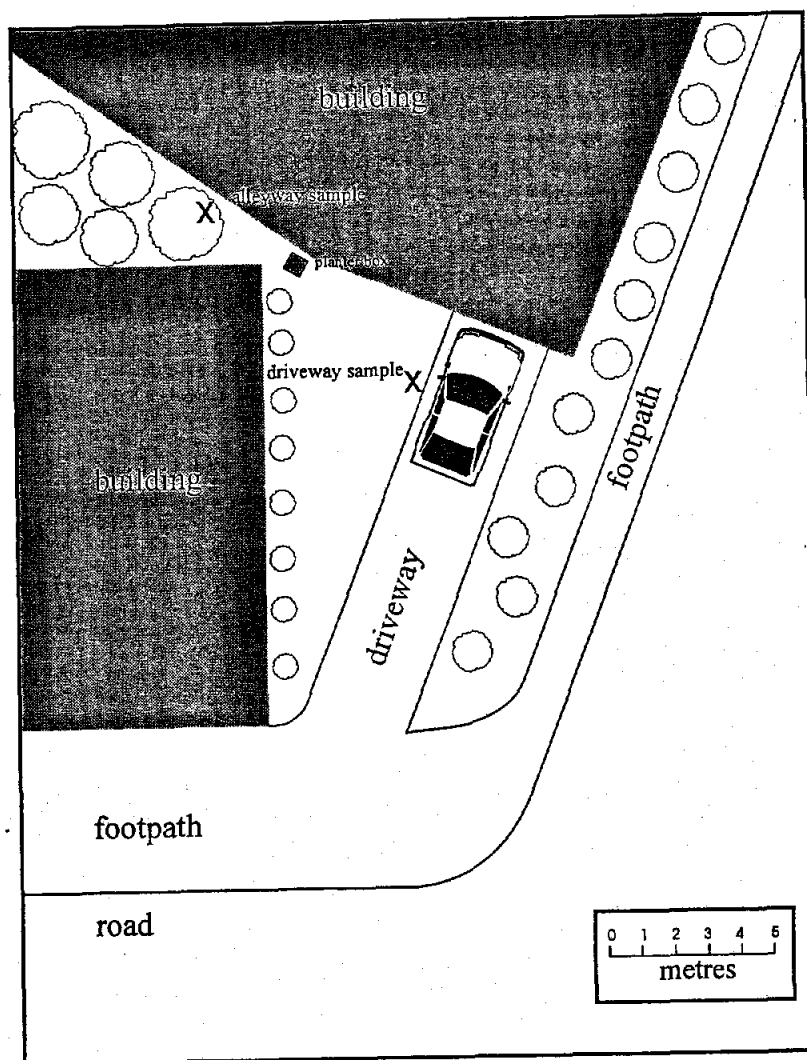 building
alleyway sample
planter box
driveway sample
building
footpath
driveway
footpath
road
0 1 2 3 4 5
metres